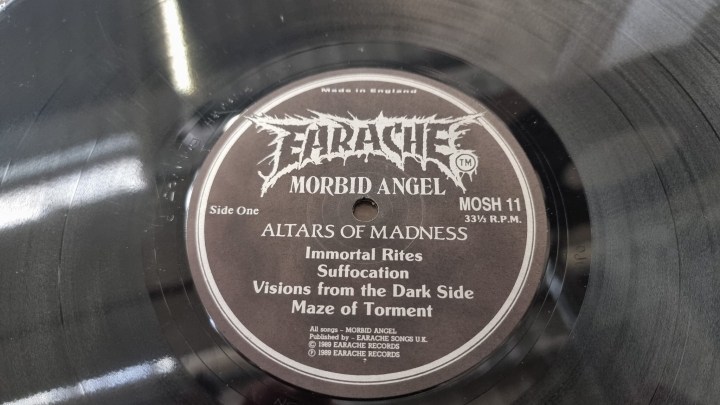 Made in England
EARACHE TM
MORBID ANGEL
Side One
MOSH 11
33⅓ R.P.M.
ALTARS OF MADNESS
Immortal Rites
Suffocation
Visions from the Dark Side
Maze of Torment
All songs - MORBID ANGEL
Published by - EARACHE SONGS U.K.
© 1989 EARACHE RECORDS
℗ 1989 EARACHE RECORDS